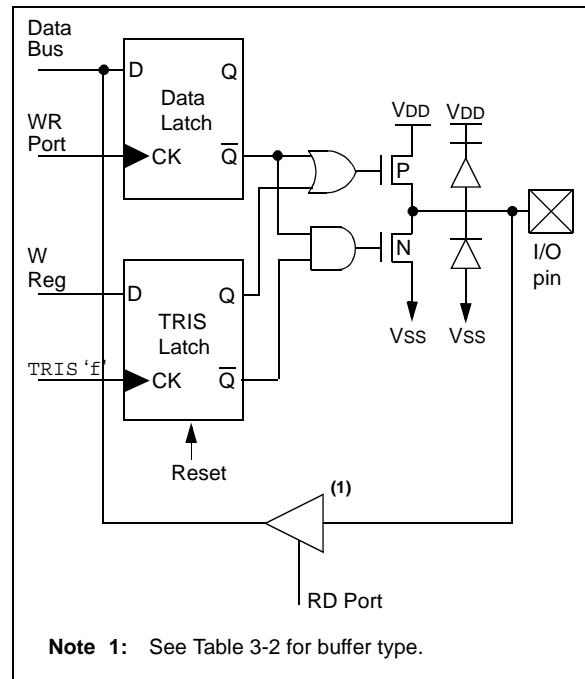 Data
Bus
D
Q
Data
Latch
WR
Port
CK
Q
VDD
VDD
P
N
I/O
pin
W
Reg
D
Q
TRIS
Latch
VSS
VSS
TRIS ‘f’
CK
Q
Reset
(1)
RD Port
Note 1: See Table 3-2 for buffer type.